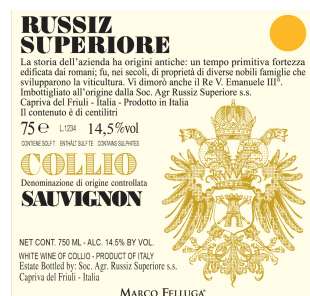 RUSSIZ
SUPERIORE
La storia dell'azienda ha origini antiche: un tempo primitiva fortezza
edificata dai romani; fu, nei secoli, di proprietà di diverse nobili famiglie che
svilupparono la viticultura. Vi dimorò anche il Re V. Emanuele III°.
Imbottigliato all'origine dalla Soc. Agr Russiz Superiore s.s.
Capriva del Friuli - Italia - Prodotto in Italia
Il contenuto è di centilitri
75 e L.1234 14,5%vol
CONTIENE SOLFITI ENTHÄLT SULFITE CONTAINS SULPHITES
COLLIO
Denominazione di origine controllata
SAUVIGNON
NET CONT. 750 ML - ALC. 14.5% BY VOL.
WHITE WINE OF COLLIO - PRODUCT OF ITALY
Estate Bottled by: Soc. Agr. Russiz Superiore s.s.
Capriva del Friuli - Italia
MARCO FELLUGA